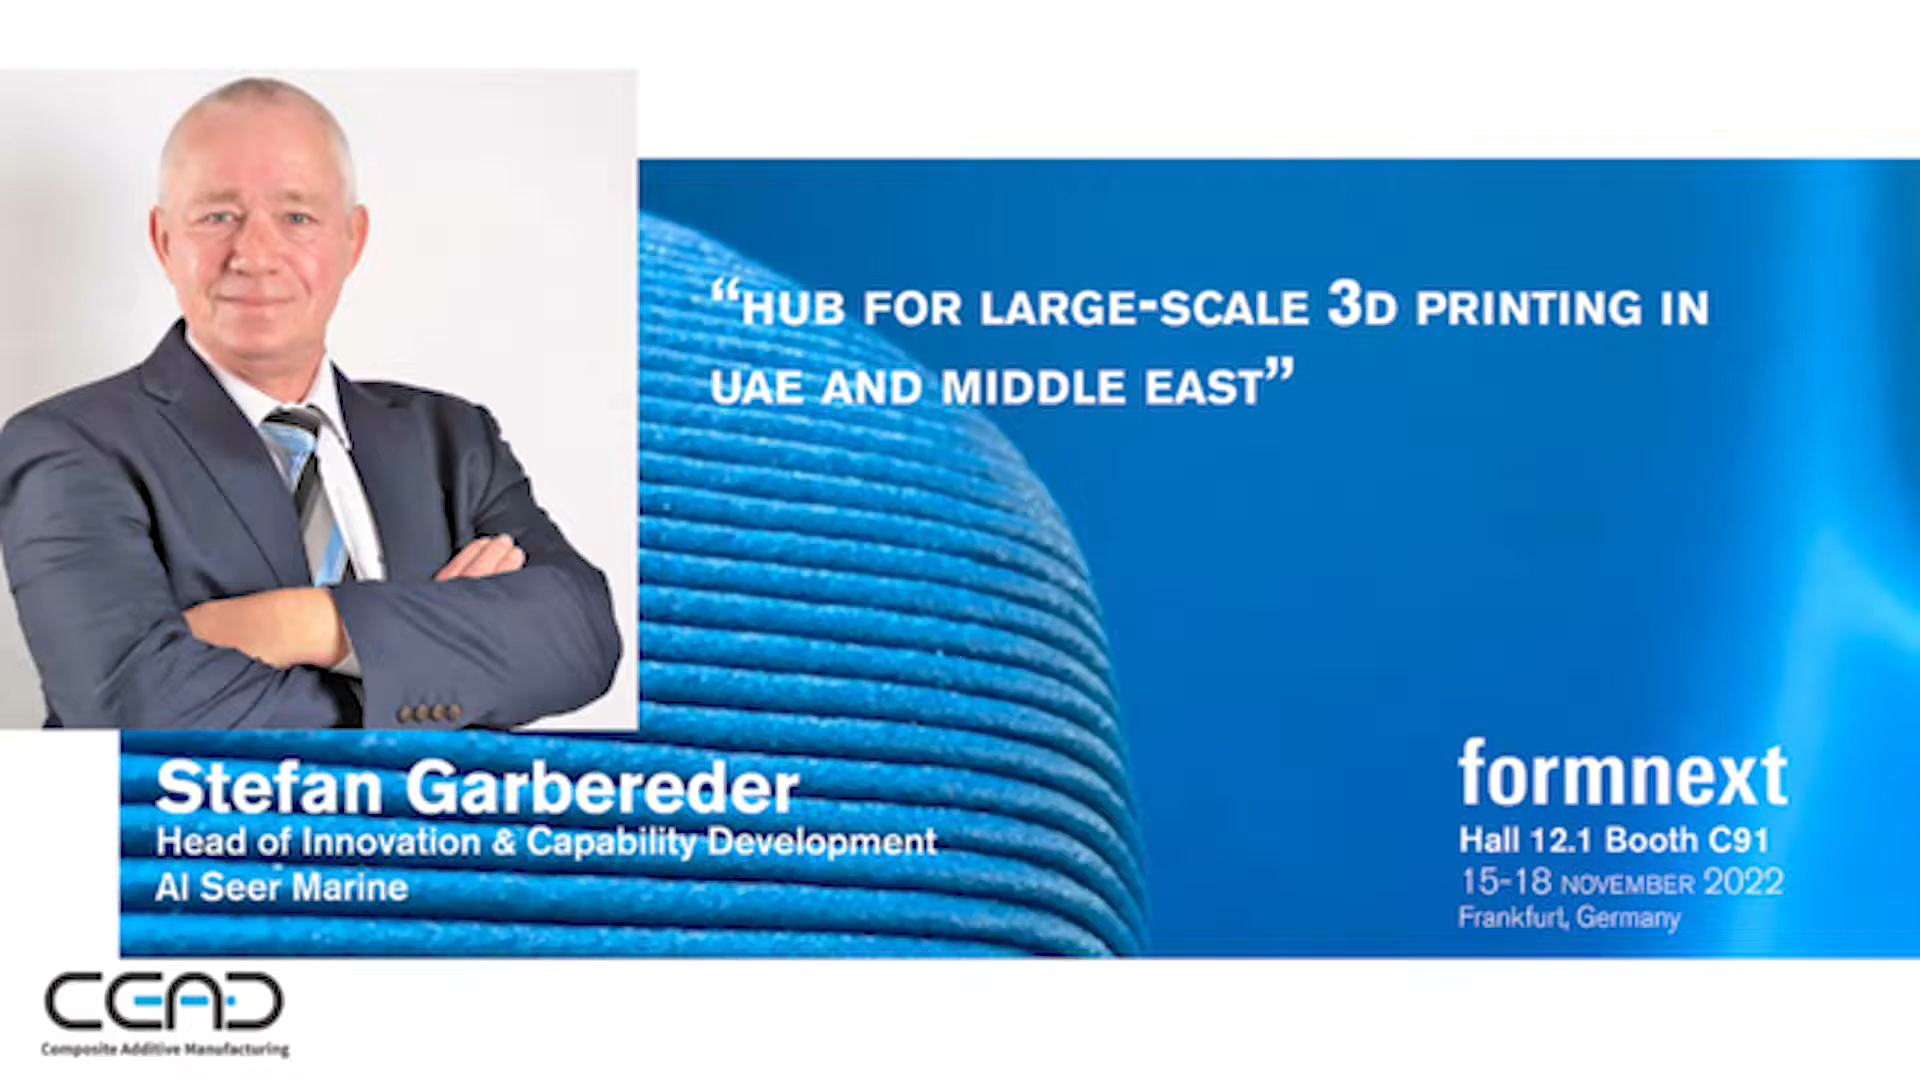 “HUB FOR LARGE-SCALE 3D PRINTING IN
UAE AND MIDDLE EAST”
Stefan Garbereder
Head of Innovation & Capability Development
Al Seer Marine
formnext
Hall 12.1 Booth C91
15-18 NOVEMBER 2022
Frankfurt, Germany
CEAD
Composite Additive Manufacturing